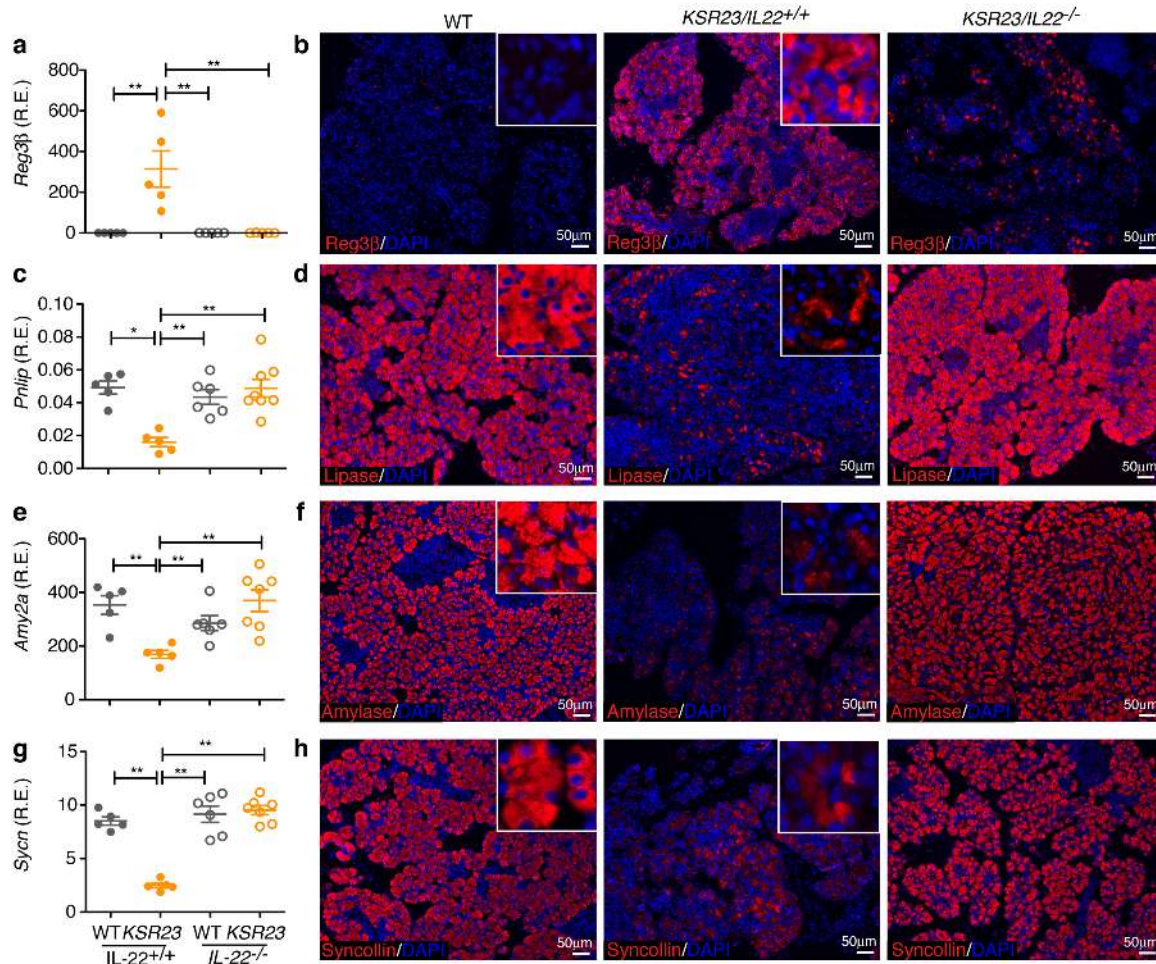 WT KSR23/IL22+/+ KSR23/IL22-/-
a
b
800
600
400
200
0
Reg3β (R.E.)
** ** **
Reg3β/DAPI 50μm Reg3β/DAPI 50μm Reg3β/DAPI 50μm
c
d
0.10
0.08
0.06
0.04
0.02
0.00
Pnlip (R.E.)
* ** **
Lipase/DAPI 50μm Lipase/DAPI 50μm Lipase/DAPI 50μm
e
f
600
400
200
0
Amy2a (R.E.)
** ** **
Amylase/DAPI 50μm Amylase/DAPI 50μm Amylase/DAPI 50μm
g
h
15
10
5
0
Sycn (R.E.)
** ** **
Syncollin/DAPI 50μm Syncollin/DAPI 50μm Syncollin/DAPI 50μm
WT KSR23 WT KSR23
IL-22+/+ IL-22-/-